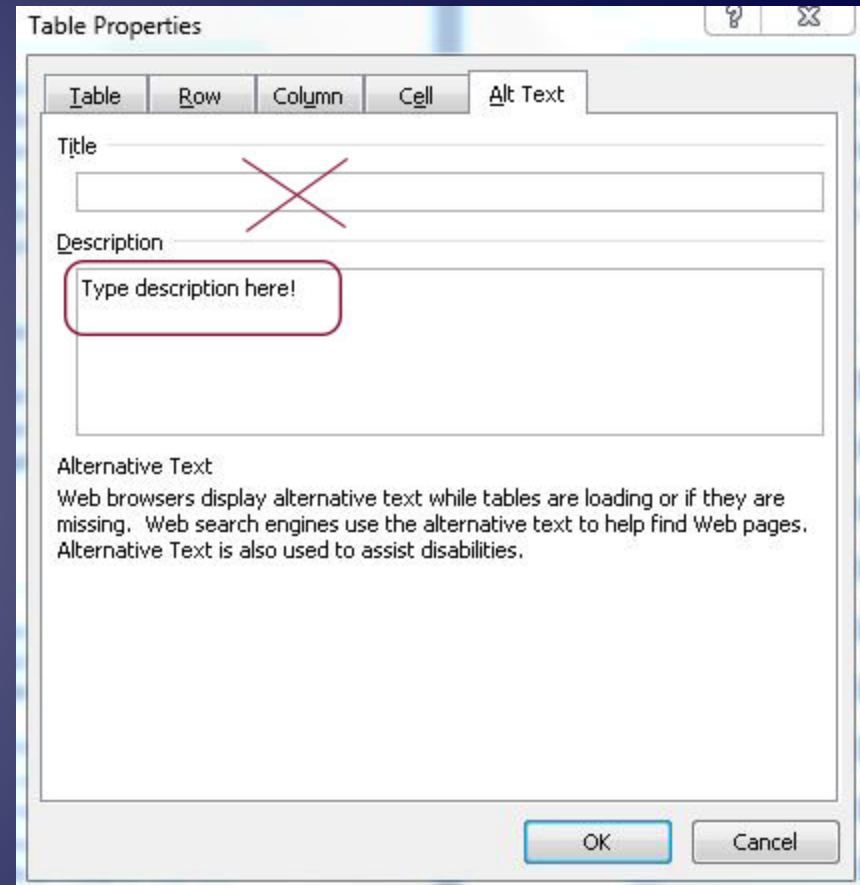 Table Properties
Table Row Column Cell Alt Text
Title
Description
Type description here!
Alternative Text
Web browsers display alternative text while tables are loading or if they are
missing.  Web search engines use the alternative text to help find Web pages.
Alternative Text is also used to assist disabilities.
OK Cancel